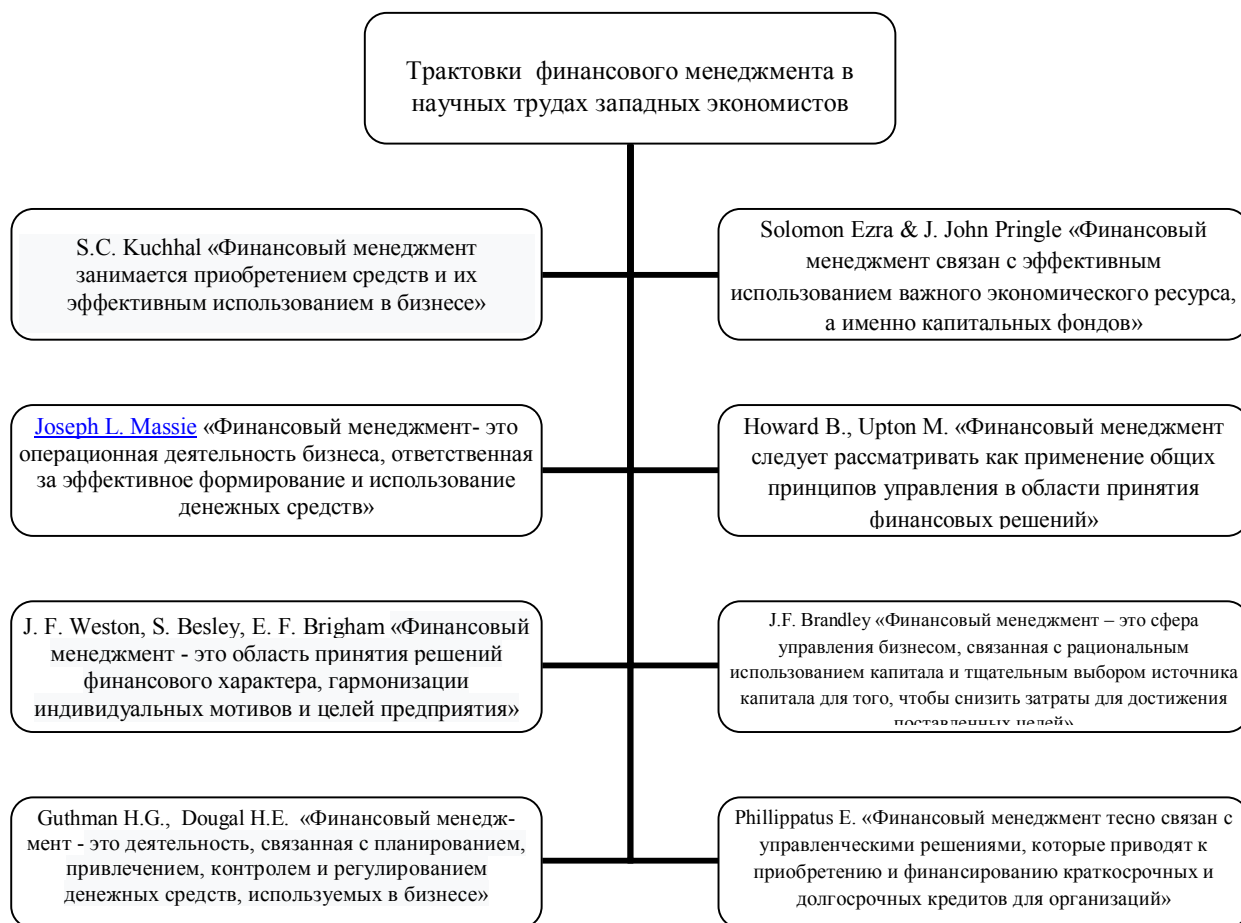 Трактовки финансового менеджмента в
научных трудах западных экономистов
S.C. Kuchhal «Финансовый менеджмент
занимается приобретением средств и их
эффективным использованием в бизнесе»
Solomon Ezra & J. John Pringle «Финансовый
менеджмент связан с эффективным
использованием важного экономического ресурса,
а именно капитальных фондов»
Joseph L. Massie «Финансовый менеджмент- это
операционная деятельность бизнеса, ответственная
за эффективное формирование и использование
денежных средств»
Howard B., Upton M. «Финансовый менеджмент
следует рассматривать как применение общих
принципов управления в области принятия
финансовых решений»
J. F. Weston, S. Besley, E. F. Brigham «Финансовый
менеджмент - это область принятия решений
финансового характера, гармонизации
индивидуальных мотивов и целей предприятия»
J.F. Brandley «Финансовый менеджмент – это сфера
управления бизнесом, связанная с рациональным
использованием капитала и тщательным выбором источника
капитала для того, чтобы снизить затраты для достижения
поставленных целей»
Guthman H.G., Dougal H.E. «Финансовый менедж-
мент - это деятельность, связанная с планированием,
привлечением, контролем и регулированием
денежных средств, используемых в бизнесе»
Phillippatus E. «Финансовый менеджмент тесно связан с
управленческими решениями, которые приводят к
приобретению и финансированию краткосрочных и
долгосрочных кредитов для организаций»